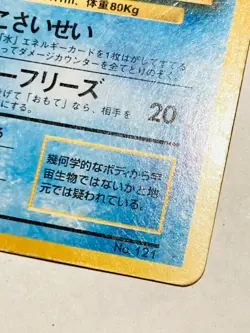 体重80Kg
こさいせい
水」エネルギーカードを1枚はがしてすてる
ってダメージカウンターを全てとりのぞく。
ーフリーズ
げて「おもて」なら、相手を
にする。
20
幾何学的なボディから宇
宙生物ではないかと地
元では疑われている。
No. 121